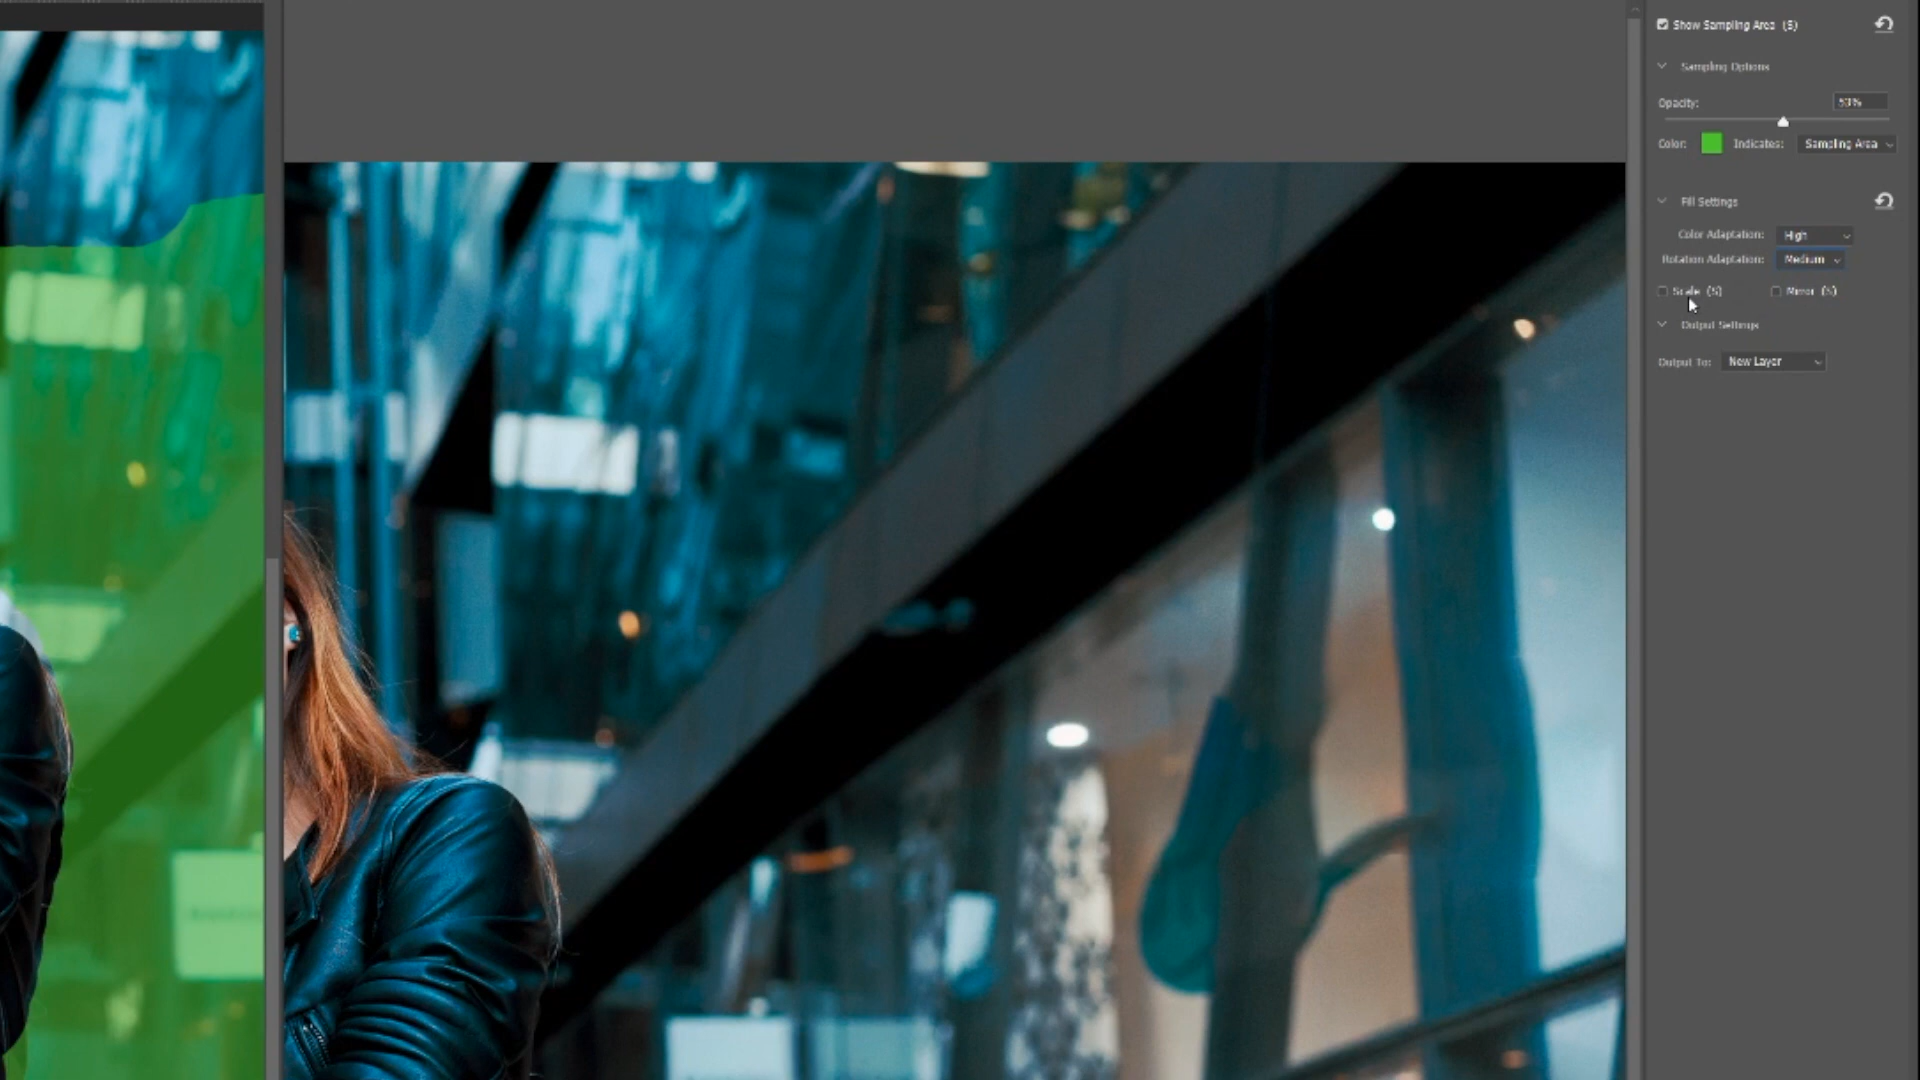 Show Sampling Area (S)
Sampling Options
Opacity:
Color: Indicates: Sampling Area
Fill Settings
Color Adaptation: High
Rotation Adaptation: Medium
Scale (S) Mirror (S)
Output Settings
Output To: New Layer